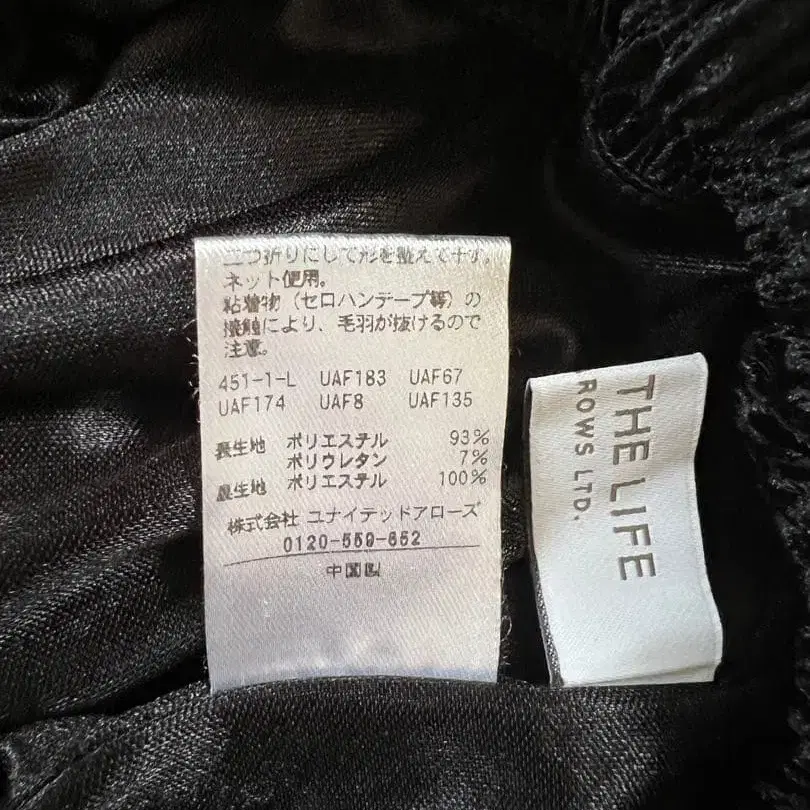 二つ折りにして形を整えて干す。
ネット使用。
粘着物（セロハンテープ等）の
接触により、毛羽が抜けるので
注意。
451-1-L UAF183 UAF67
UAF174 UAF8 UAF135
表生地 ポリエステル 93%
ポリウレタン 7%
裏生地 ポリエステル 100%
株式会社 ユナイテッドアローズ
0120-559-652
中国製
THE LIFE
ROWS LTD.